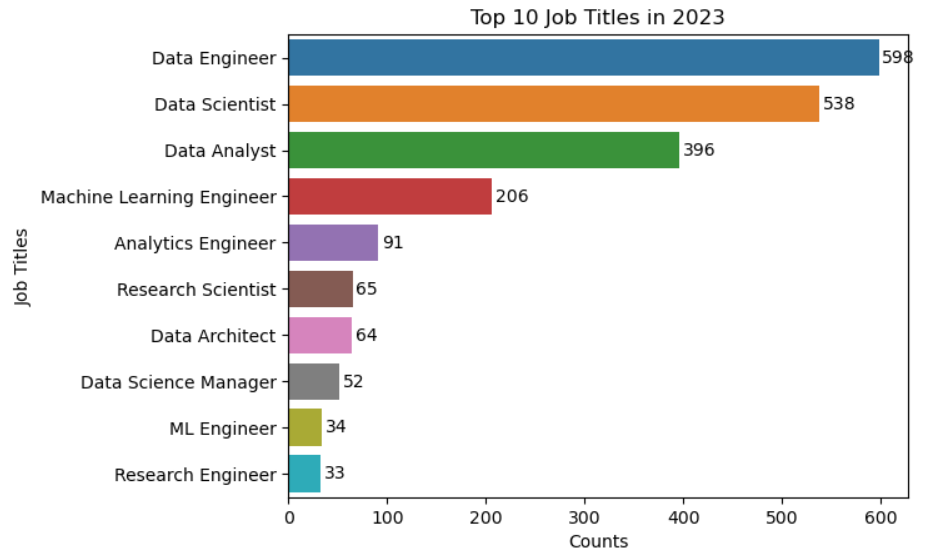 Top 10 Job Titles in 2023
Job Titles
Data Engineer 598
Data Scientist 538
Data Analyst 396
Machine Learning Engineer 206
Analytics Engineer 91
Research Scientist 65
Data Architect 64
Data Science Manager 52
ML Engineer 34
Research Engineer 33
0 100 200 300 400 500 600
Counts